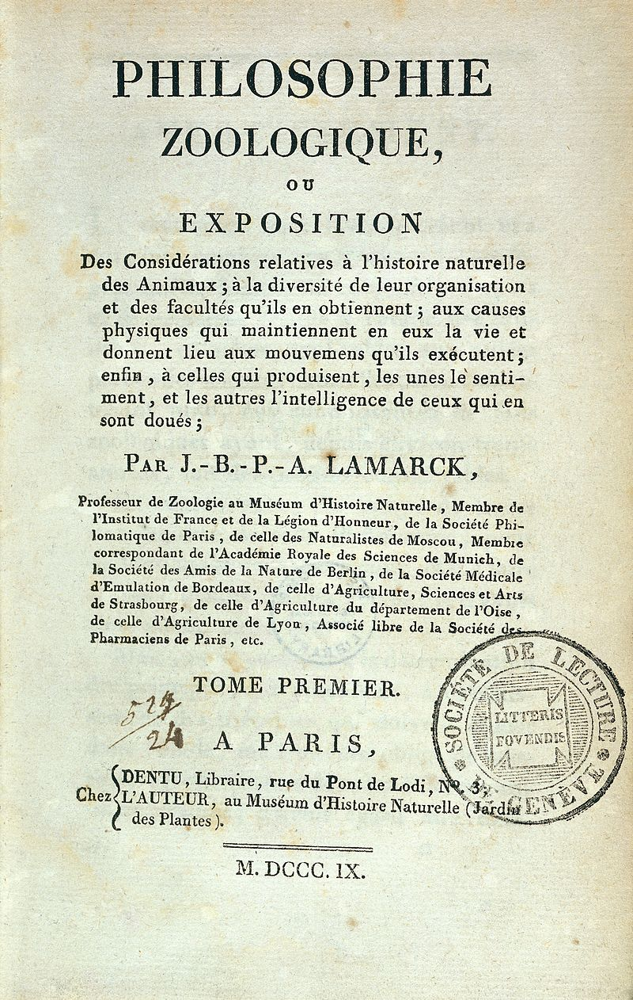 PHILOSOPHIE
ZOOLOGIQUE,
OU
EXPOSITION
Des Considérations relatives à l'histoire naturelle
des Animaux ; à la diversité de leur organisation
et des facultés qu'ils en obtiennent ; aux causes
physiques qui maintiennent en eux la vie et
donnent lieu aux mouvemens qu'ils exécutent ;
enfin , à celles qui produisent , les unes le senti-
ment, et les autres l'intelligence de ceux qui en
sont doués ;
PAR J.-B.-P.-A. LAMARCK,
Professeur de Zoologie au Muséum d'Histoire Naturelle , Membre de
l'Institut de France et de la Légion d'Honneur, de la Société Phi-
lomatique de Paris , de celle des Naturalistes de Moscou, Membre
correspondant de l'Académie Royale des Sciences de Munich, de
la Société des Amis de la Nature de Berlin , de la Société Médicale
d'Emulation de Bordeaux, de celle d'Agriculture, Sciences et Arts
de Strasbourg, de celle d'Agriculture du département de l'Oise ,
de celle d'Agriculture de Lyon, Associé libre de la Société des
Pharmaciens de Paris , etc.
TOME PREMIER.
A PARIS,
DENTU, Libraire, rue du Pont de Lodi, N°. 3;
Chez
L'AUTEUR, au Muséum d'Histoire Naturelle (Jardin
des Plantes).
M. DCCC. IX.
SOCIÉTÉ DE LECTURE
DE GENÈVE
LITTERIS
FOVENDIS